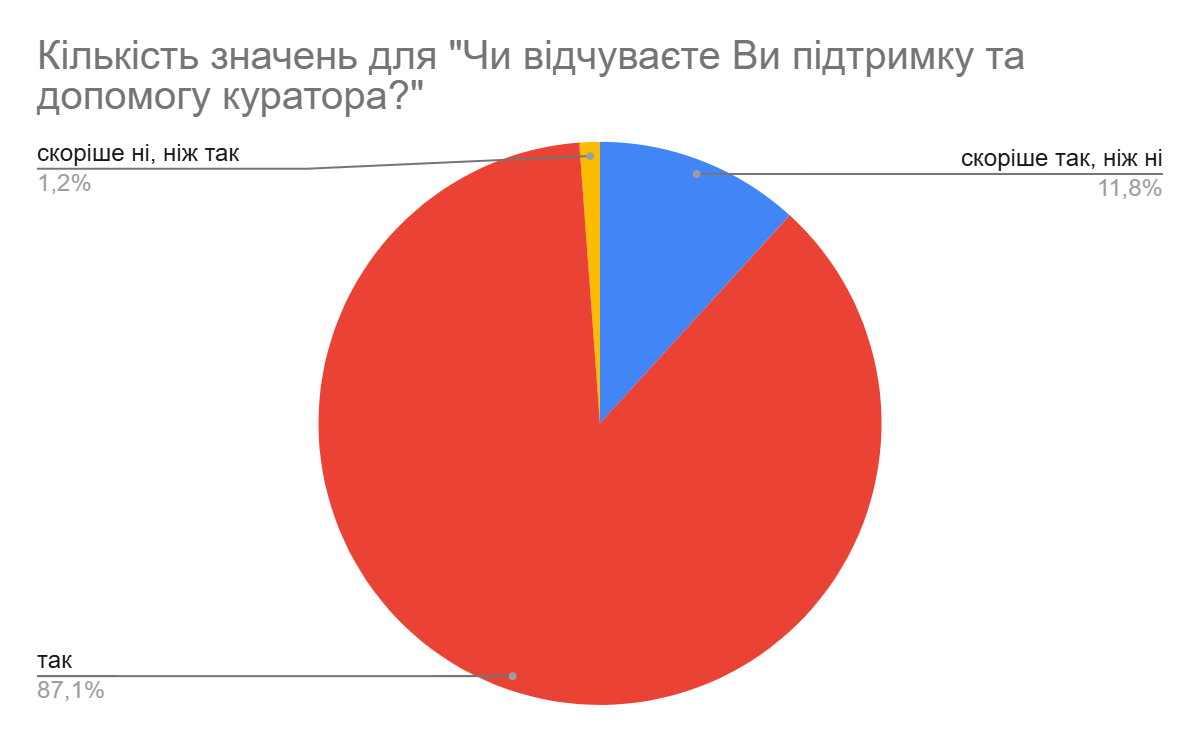 Кількість значень для "Чи відчуваєте Ви підтримку та
допомогу куратора?"
скоріше ні, ніж так
1,2%
скоріше так, ніж ні
11,8%
так
87,1%